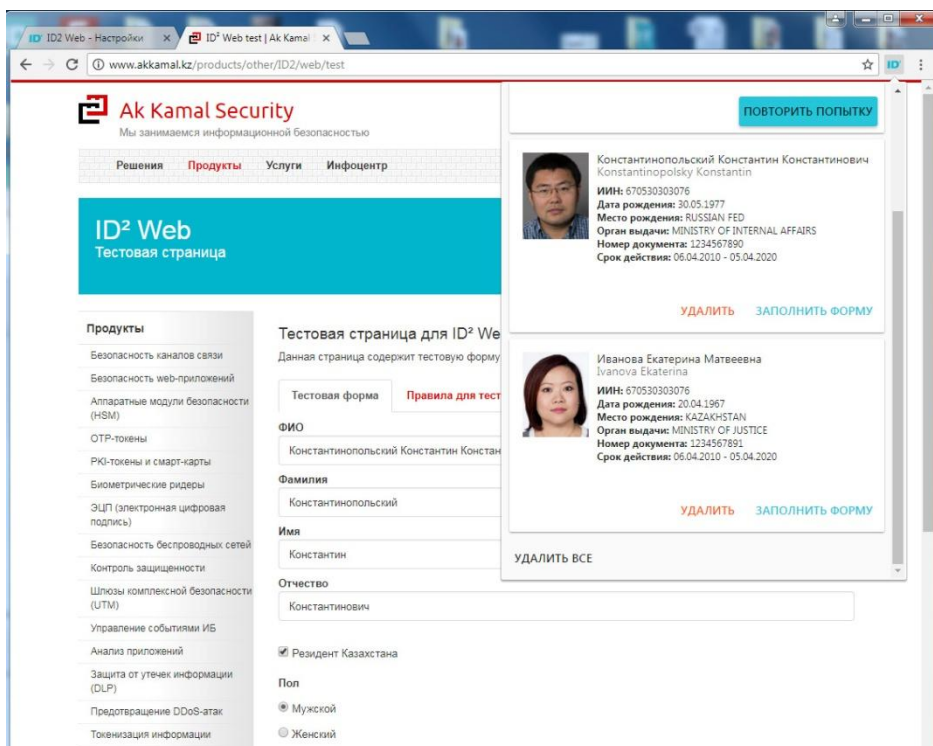 ID2 Web - Настройки
ID² Web test | Ak Kamal
www.akkamal.kz/products/other/ID2/web/test
ID²
Ak Kamal Security
Мы занимаемся информационной безопасностью
Решения Продукты Услуги Инфоцентр
ID² Web
Тестовая страница
Продукты
Безопасность каналов связи
Безопасность web-приложений
Аппаратные модули безопасности
(HSM)
OTP-токены
PKI-токены и смарт-карты
Биометрические ридеры
ЭЦП (электронная цифровая
подпись)
Безопасность беспроводных сетей
Контроль защищенности
Шлюзы комплексной безопасности
(UTM)
Управление событиями ИБ
Анализ приложений
Защита от утечек информации
(DLP)
Предотвращение DDoS-атак
Токенизация информации
Тестовая страница для ID² We
Данная страница содержит тестовую форму
Тестовая форма Правила для тест
ФИО
Константинопольский Константин Констан
Фамилия
Константинопольский
Имя
Константин
Отчество
Константинович
Резидент Казахстана
Пол
Мужской
Женский
ПОВТОРИТЬ ПОПЫТКУ
Константинопольский Константин Константинович
Konstantinopolsky Konstantin
ИИН: 670530303076
Дата рождения: 30.05.1977
Место рождения: RUSSIAN FED
Орган выдачи: MINISTRY OF INTERNAL AFFAIRS
Номер документа: 1234567890
Срок действия: 06.04.2010 - 05.04.2020
УДАЛИТЬ ЗАПОЛНИТЬ ФОРМУ
Иванова Екатерина Матвеевна
Ivanova Ekaterina
ИИН: 670530303076
Дата рождения: 20.04.1967
Место рождения: KAZAKHSTAN
Орган выдачи: MINISTRY OF JUSTICE
Номер документа: 1234567891
Срок действия: 06.04.2010 - 05.04.2020
УДАЛИТЬ ЗАПОЛНИТЬ ФОРМУ
УДАЛИТЬ ВСЕ